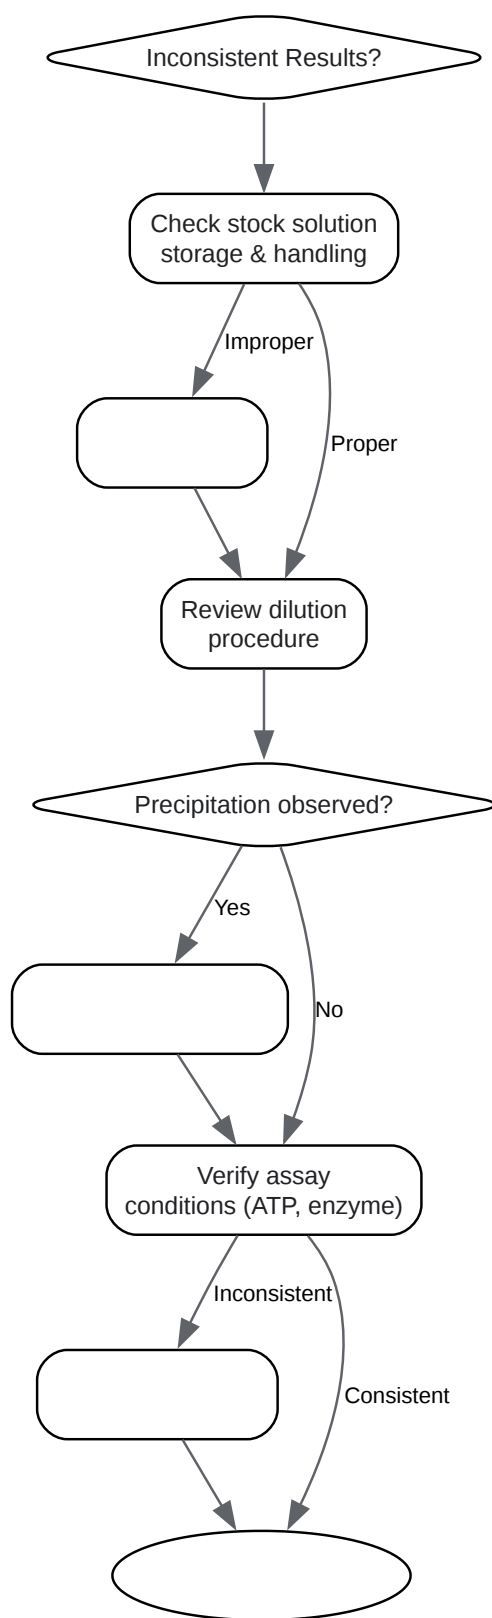 Inconsistent Results?
Check stock solution
storage & handling
Improper
Proper
Review dilution
procedure
Precipitation observed?
Yes
No
Verify assay
conditions (ATP, enzyme)
Inconsistent
Consistent